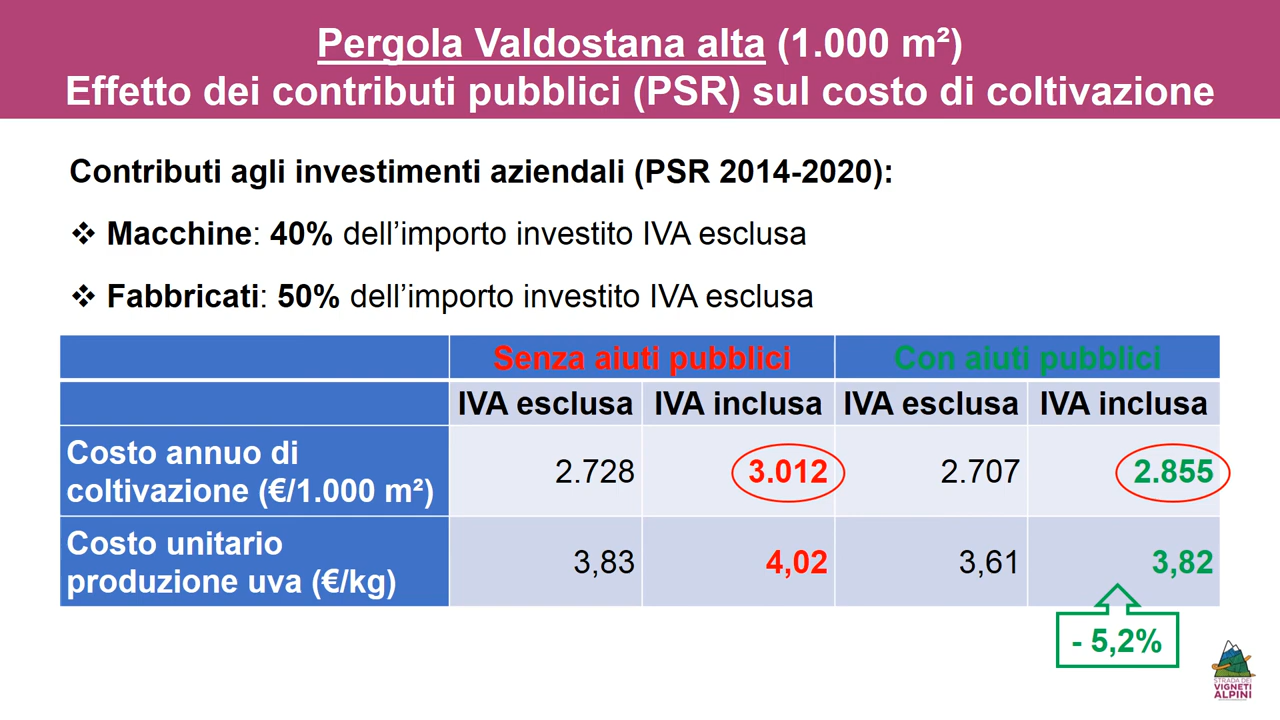 Pergola Valdostana alta (1.000 m²)
Effetto dei contributi pubblici (PSR) sul costo di coltivazione
Contributi agli investimenti aziendali (PSR 2014-2020):
❖ Macchine: 40% dell'importo investito IVA esclusa
❖ Fabbricati: 50% dell'importo investito IVA esclusa
Senza aiuti pubblici Con aiuti pubblici
IVA esclusa IVA inclusa IVA esclusa IVA inclusa
Costo annuo di
coltivazione (€/1.000 m²) 2.728 3.012 2.707 2.855
Costo unitario
produzione uva (€/kg) 3,83 4,02 3,61 3,82
- 5,2%
STRADA DEI
VIGNETI
ALPINI